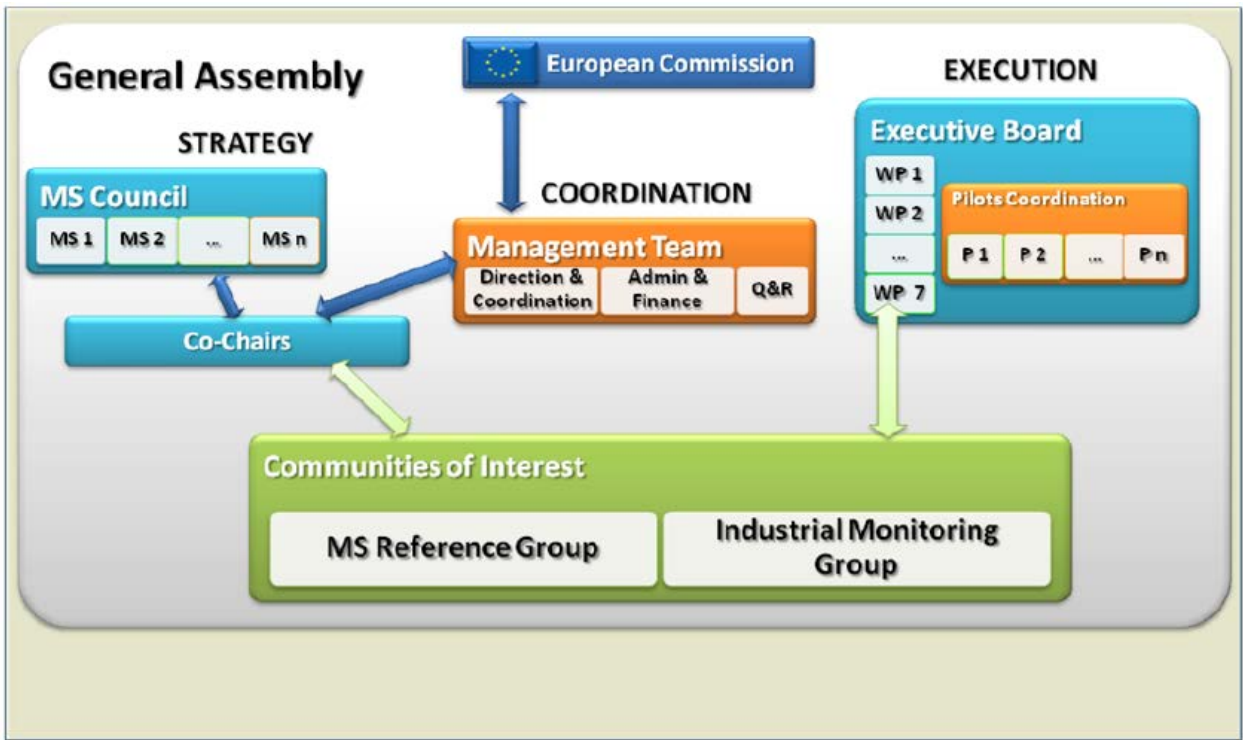 General Assembly
European Commission
EXECUTION
STRATEGY
Executive Board
MS Council
MS 1 MS 2 ... MS n
COORDINATION
WP 1
WP 2
...
WP 7
Pilots Coordination
P 1 P 2 ... P n
Management Team
Direction &
Coordination
Admin &
Finance
Q&R
Co-Chairs
Communities of Interest
MS Reference Group
Industrial Monitoring
Group